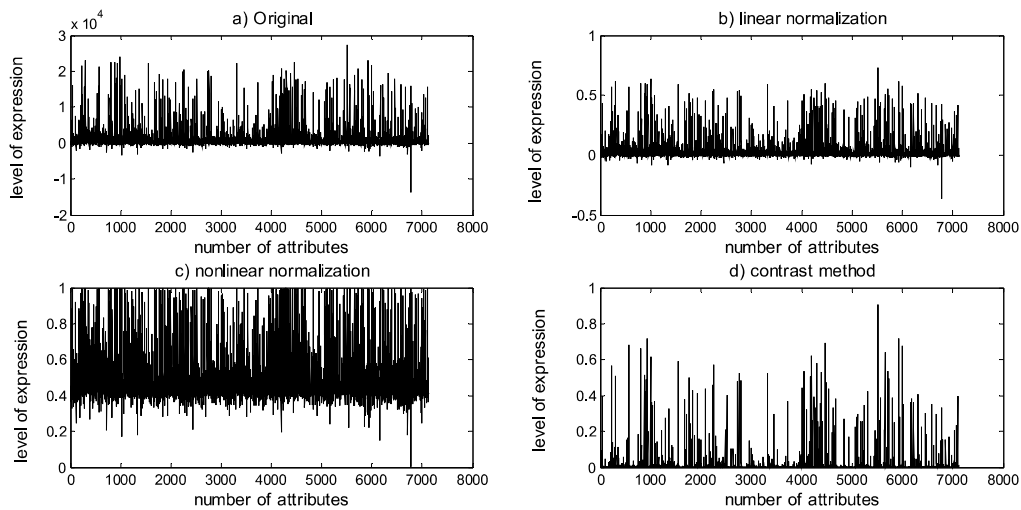 a) Original
x 10^4
3
2
1
0
-1
-2
level of expression
0 1000 2000 3000 4000 5000 6000 7000 8000
number of attributes
b) linear normalization
1
0.5
0
-0.5
level of expression
0 1000 2000 3000 4000 5000 6000 7000 8000
number of attributes
c) nonlinear normalization
1
0.8
0.6
0.4
0.2
0
level of expression
0 1000 2000 3000 4000 5000 6000 7000 8000
number of attributes
d) contrast method
1
0.8
0.6
0.4
0.2
0
level of expression
0 1000 2000 3000 4000 5000 6000 7000 8000
number of attributes